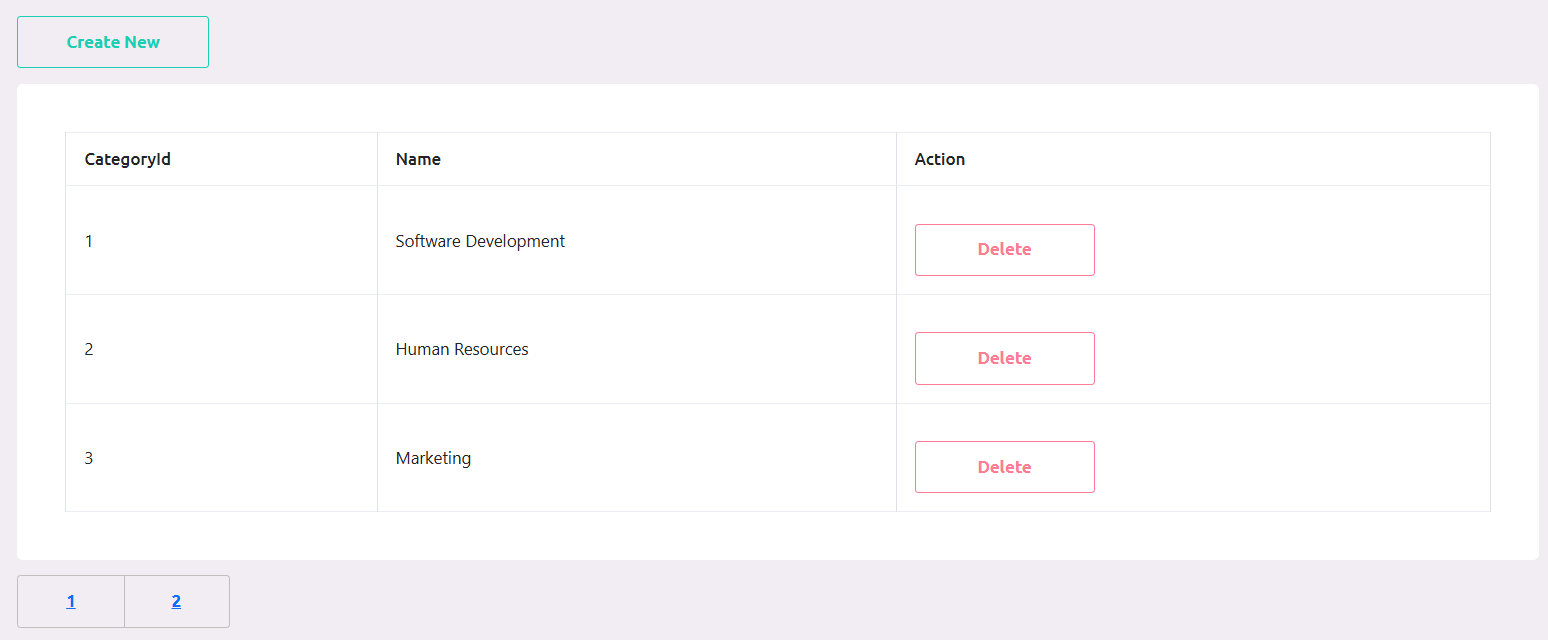 Create New
CategoryId Name Action
1 Software Development Delete
2 Human Resources Delete
3 Marketing Delete
1 2